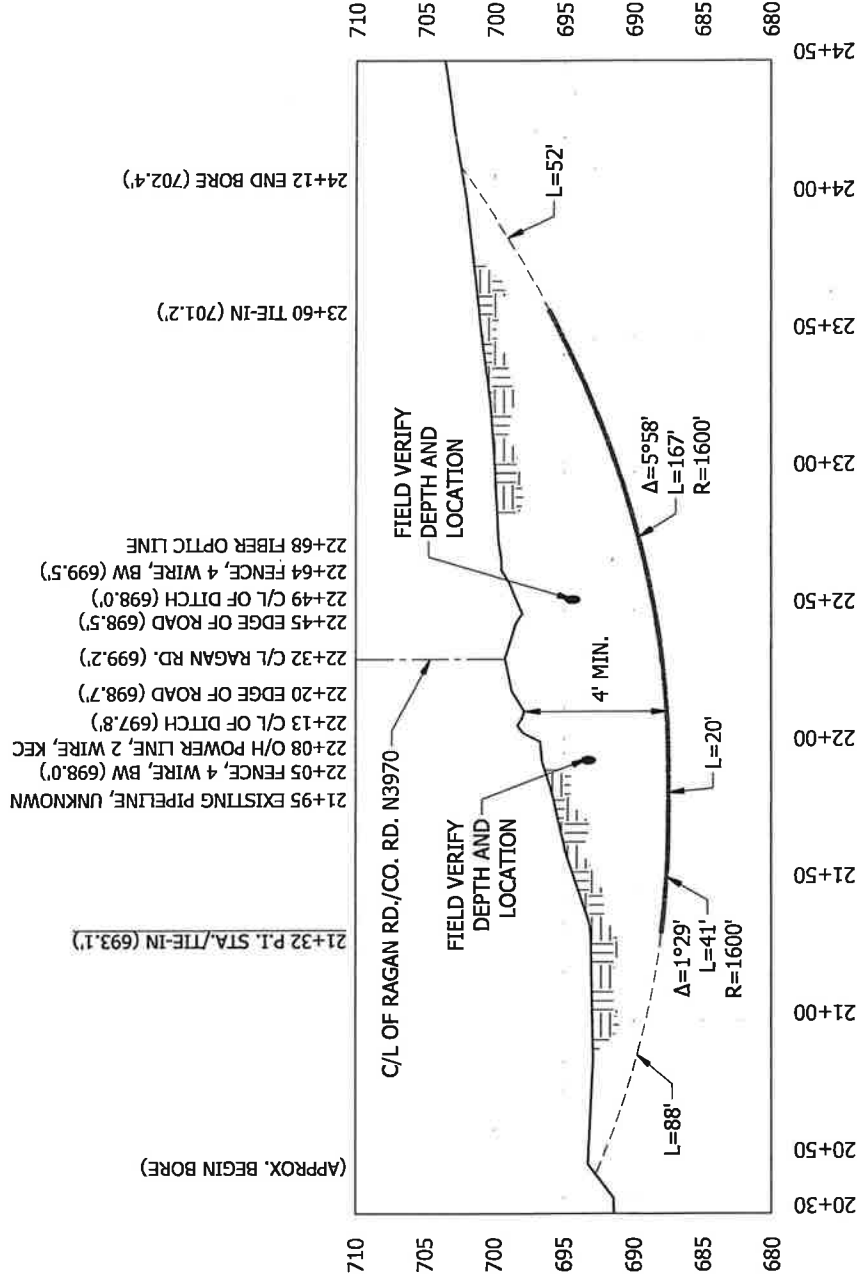 (APPROX. BEGIN BORE)
21+32 P.I. STA./TIE-IN (693.1')
21+95 EXISTING PIPELINE, UNKNOWN
22+05 FENCE, 4 WIRE, BW (698.0')
22+08 O/H POWER LINE, 2 WIRE, KEC
22+13 C/L OF DITCH (697.8')
22+20 EDGE OF ROAD (698.7')
22+32 C/L RAGAN RD. (699.2')
22+45 EDGE OF ROAD (698.5')
22+49 C/L OF DITCH (698.0')
22+64 FENCE, 4 WIRE, BW (699.5')
22+68 FIBER OPTIC LINE
23+60 TIE-IN (701.2')
24+12 END BORE (702.4')
710
705
700
695
690
685
680
710
705
700
695
690
685
680
C/L OF RAGAN RD./CO. RD. N3970
FIELD VERIFY
DEPTH AND
LOCATION
FIELD VERIFY
DEPTH AND
LOCATION
4' MIN.
L=88'
Δ=1°29'
L=41'
R=1600'
L=20'
Δ=5°58'
L=167'
R=1600'
L=52'
20+30
20+50
21+00
21+50
22+00
22+50
23+00
23+50
24+00
24+50